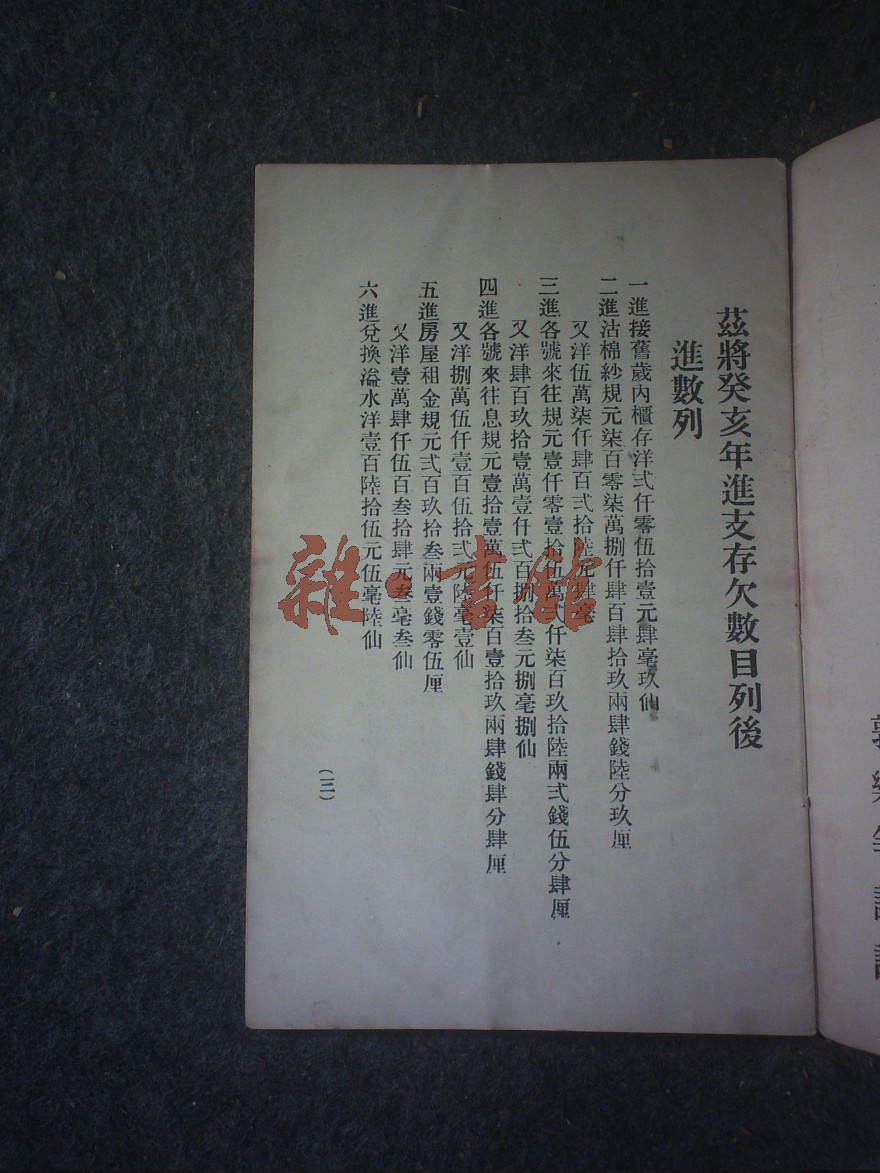 茲將癸亥年進支存欠數目列後
進數列
一進接舊歲內櫃存洋弍仟零伍拾壹元肆毫玖仙
二進沽棉紗規元柒百零柒萬捌仟肆百肆拾玖兩肆錢陸分玖厘
又洋伍萬柒仟肆百弍拾陸元肆毫
三進各號來往規元壹仟零壹拾伍萬弍仟柒百玖拾陸兩弍錢伍分肆厘
又洋肆百玖拾壹萬壹仟弍百捌拾叁元捌毫捌仙
四進各號來往息規元壹拾壹萬伍仟柒百壹拾玖兩肆錢肆分肆厘
又洋捌萬伍仟壹百伍拾弍元陸毫壹仙
五進房屋租金規元弍百玖拾叁兩壹錢零伍厘
又洋壹萬肆仟伍百叁拾肆元叁毫叁仙
六進兌換溢水洋壹百陸拾伍元伍毫陸仙
（三）
雜·書館